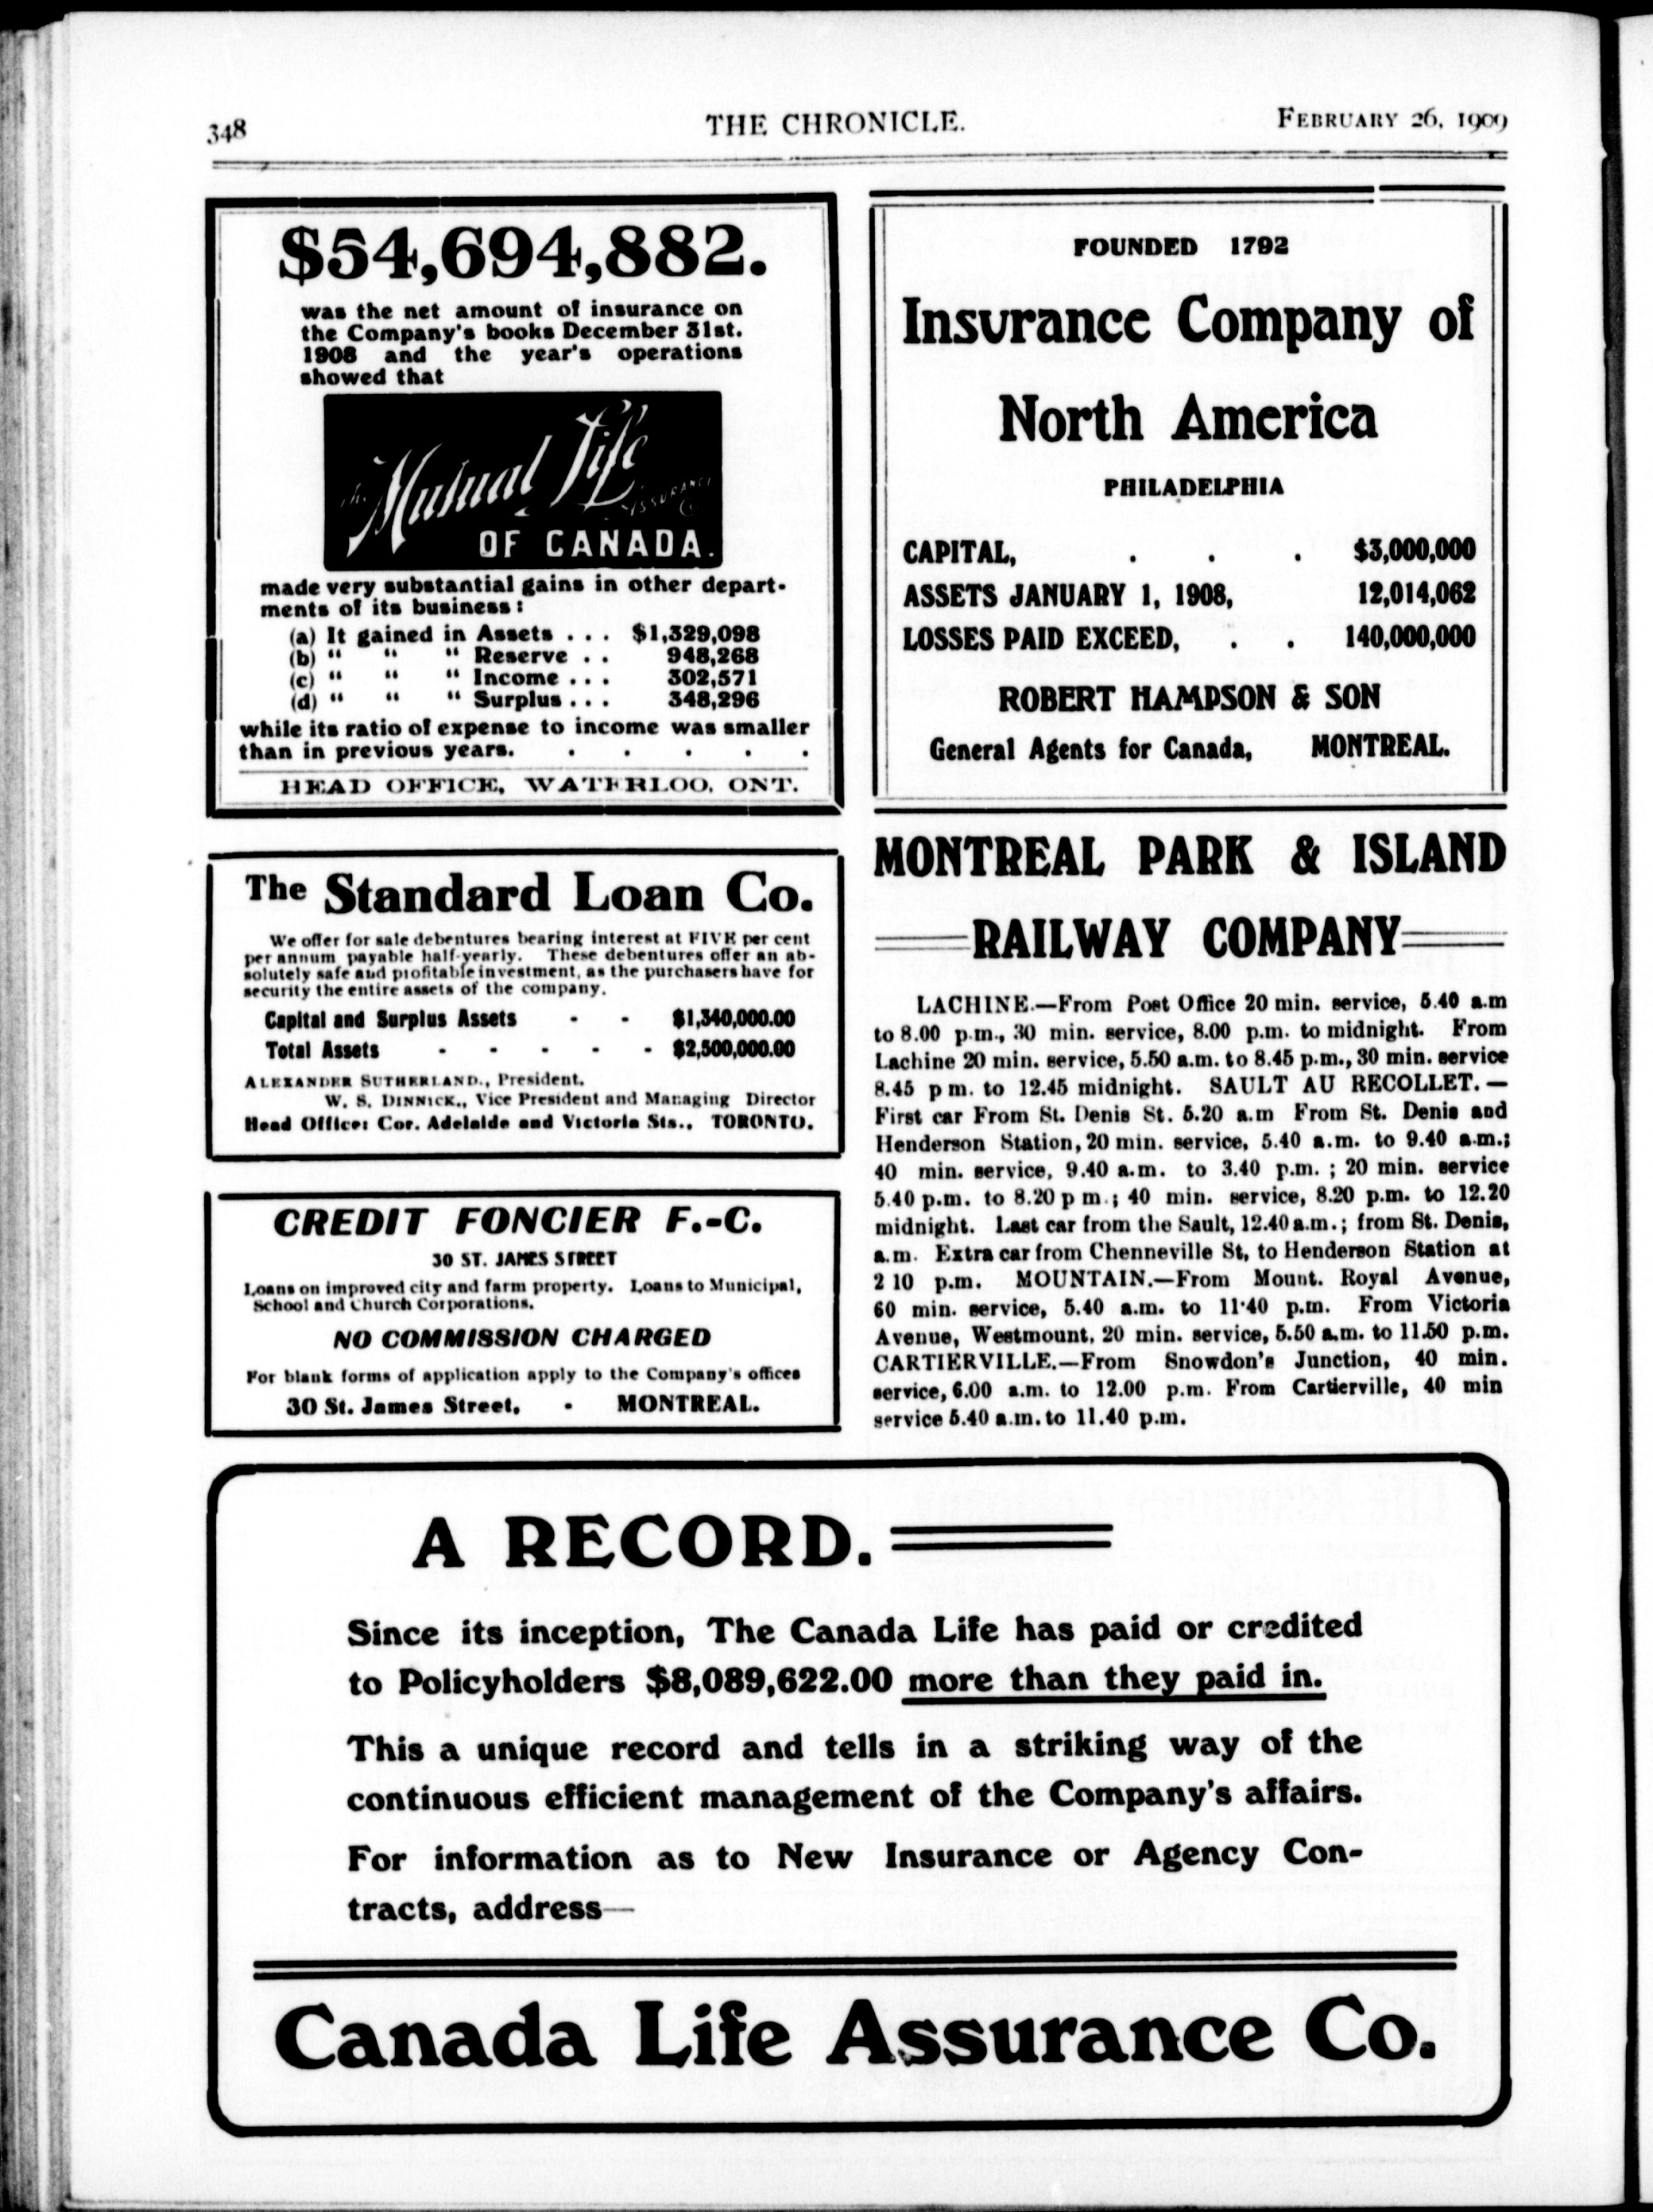 348
THE CHRONICLE.
FEBRUARY 26, 1909
$54,694,882.
was the net amount of insurance on
the Company's books December 31st.
1908 and the year's operations
showed that
The Mutual Life
ASSURANCE Co
OF CANADA.
made very substantial gains in other depart-
ments of its business:
(a) It gained in Assets . . . $1,329,098
(b) " " " Reserve . . 948,268
(c) " " " Income . . . 302,571
(d) " " " Surplus . . . 348,296
while its ratio of expense to income was smaller
than in previous years. . . . . .
HEAD OFFICE, WATERLOO, ONT.
The Standard Loan Co.
We offer for sale debentures bearing interest at FIVE per cent
per annum payable half-yearly. These debentures offer an ab-
solutely safe and profitable investment, as the purchasers have for
security the entire assets of the company.
Capital and Surplus Assets - - $1,340,000.00
Total Assets - - - - - $2,500,000.00
ALEXANDER SUTHERLAND., President.
W. S. DINNICK., Vice President and Managing Director
Head Office: Cor. Adelaide and Victoria Sts., TORONTO.
CREDIT FONCIER F.-C.
30 ST. JAMES STREET
Loans on improved city and farm property. Loans to Municipal,
School and Church Corporations.
NO COMMISSION CHARGED
For blank forms of application apply to the Company's offices
30 St. James Street, - MONTREAL.
FOUNDED 1792
Insurance Company of
North America
PHILADELPHIA
CAPITAL, . . . $3,000,000
ASSETS JANUARY 1, 1908, 12,014,062
LOSSES PAID EXCEED, . . 140,000,000
ROBERT HAMPSON & SON
General Agents for Canada, MONTREAL.
MONTREAL PARK & ISLAND
RAILWAY COMPANY
LACHINE.—From Post Office 20 min. service, 5.40 a.m
to 8.00 p.m., 30 min. service, 8.00 p.m. to midnight. From
Lachine 20 min. service, 5.50 a.m. to 8.45 p.m., 30 min. service
8.45 p m. to 12.45 midnight. SAULT AU RECOLLET.—
First car From St. Denis St. 5.20 a.m From St. Denis and
Henderson Station, 20 min. service, 5.40 a.m. to 9.40 a.m.;
40 min. service, 9.40 a.m. to 3.40 p.m. ; 20 min. service
5.40 p.m. to 8.20 p m.; 40 min. service, 8.20 p.m. to 12.20
midnight. Last car from the Sault, 12.40 a.m.; from St. Denis,
a.m. Extra car from Chenneville St, to Henderson Station at
2 10 p.m. MOUNTAIN.—From Mount. Royal Avenue,
60 min. service, 5.40 a.m. to 11·40 p.m. From Victoria
Avenue, Westmount, 20 min. service, 5.50 a.m. to 11.50 p.m.
CARTIERVILLE.—From Snowdon's Junction, 40 min.
service, 6.00 a.m. to 12.00 p.m. From Cartierville, 40 min
service 5.40 a.m. to 11.40 p.m.
A RECORD.
Since its inception, The Canada Life has paid or credited
to Policyholders $8,089,622.00 more than they paid in.
This a unique record and tells in a striking way of the
continuous efficient management of the Company's affairs.
For information as to New Insurance or Agency Con-
tracts, address—
Canada Life Assurance Co.